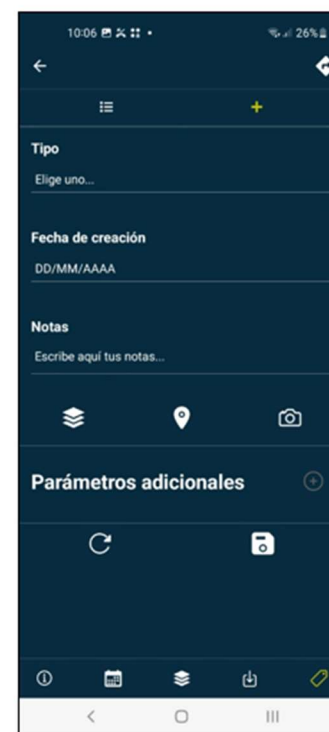 10:06
26%
Tipo
Elige uno...
Fecha de creación
DD/MM/AAAA
Notas
Escribe aquí tus notas...
Parámetros adicionales